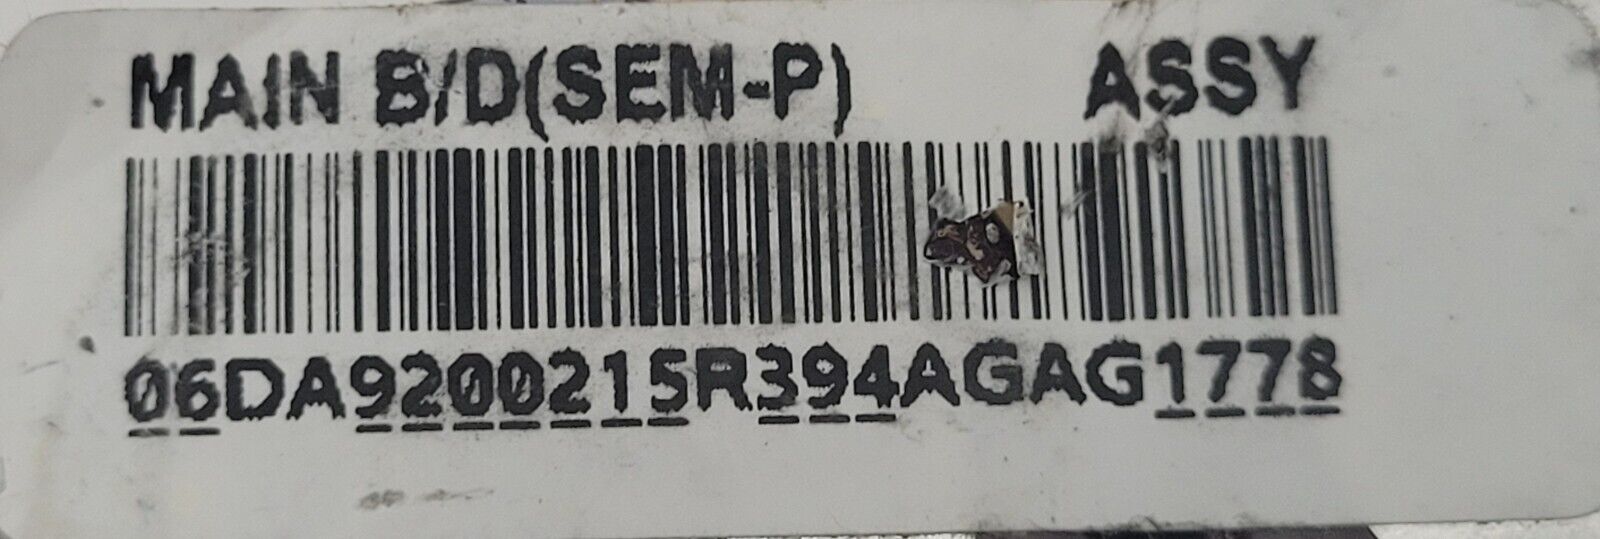 MAIN B/D(SEM-P) ASSY
06DA9200215R394AGAG1778